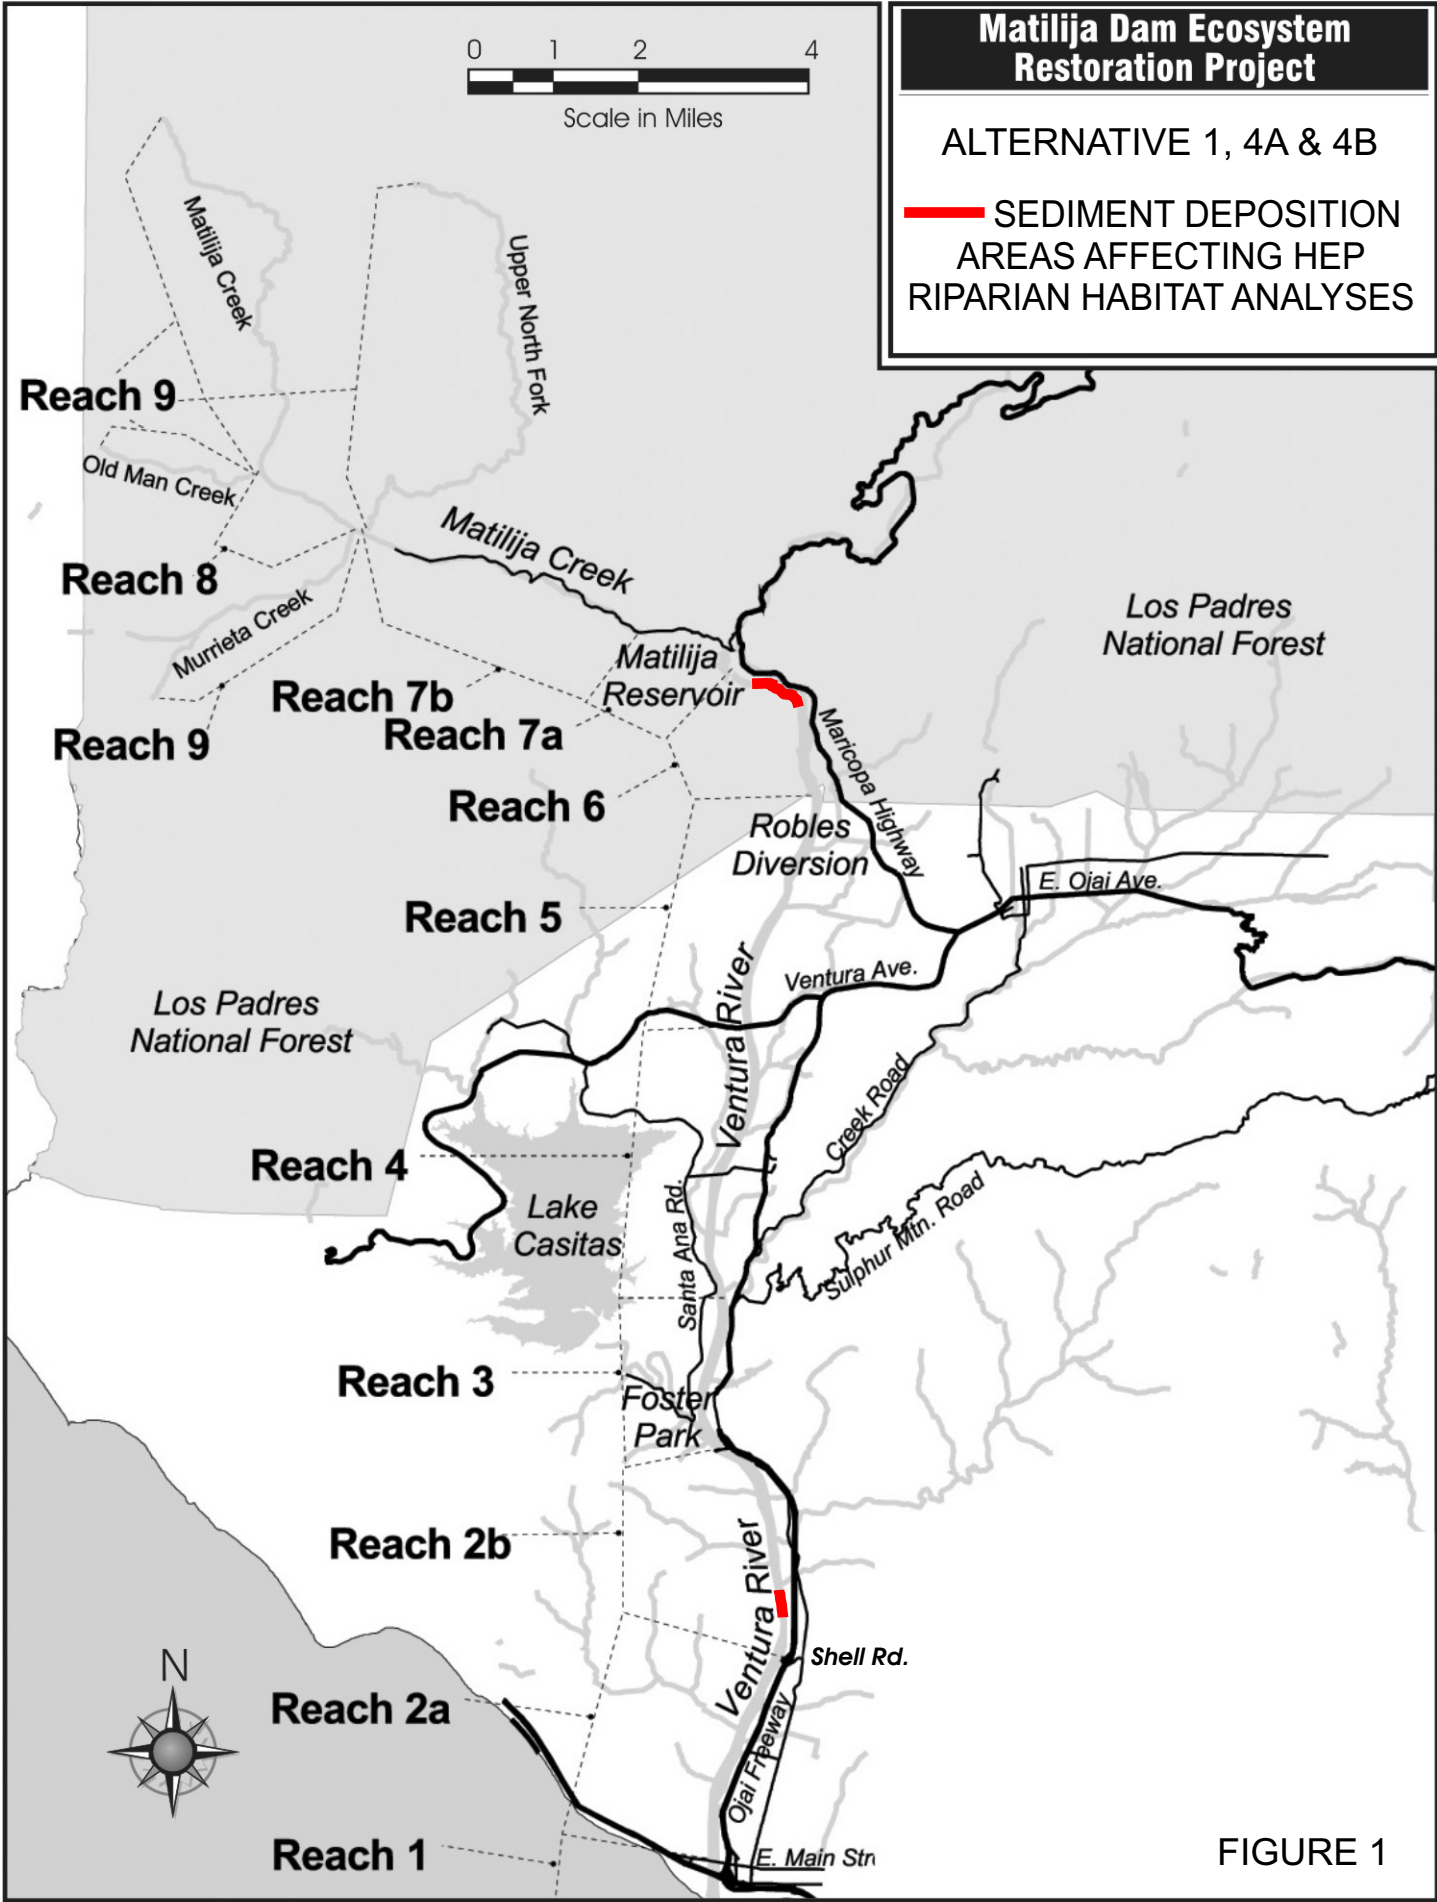 Matilija Dam Ecosystem
Restoration Project
ALTERNATIVE 1, 4A & 4B
SEDIMENT DEPOSITION
AREAS AFFECTING HEP
RIPARIAN HABITAT ANALYSES
0 1 2 4
Scale in Miles
Matilija Creek
Upper North Fork
Reach 9
Old Man Creek
Matilija Creek
Reach 8
Murrieta Creek
Los Padres
National Forest
Matilija
Reservoir
Reach 7b
Reach 7a
Reach 9
Maricopa Highway
Reach 6
Robles
Diversion
E. Ojai Ave.
Reach 5
Ventura River
Ventura Ave.
Los Padres
National Forest
Ventura River
Creek Road
Reach 4
Lake
Casitas
Santa Ana Rd.
Sulphur Mtn. Road
Reach 3
Foster
Park
Reach 2b
Ventura River
Shell Rd.
N
Reach 2a
Ojai Freeway
Reach 1
E. Main Str
FIGURE 1